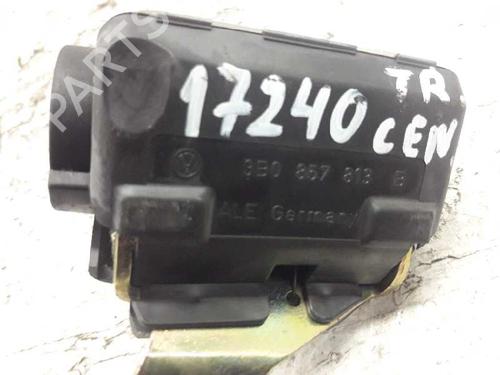 PARTS
17240
TR
CEN
3B0 857 813 B
ALE Germany